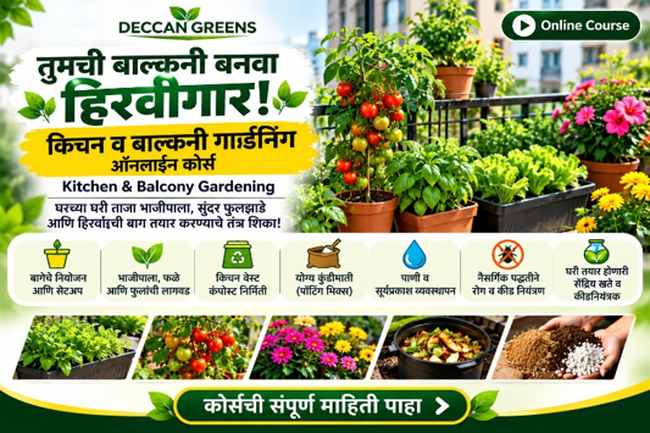 DECCAN GREENS
Online Course
तुमची बाल्कनी बनवा
हिरवीगार!
किचन व बाल्कनी गार्डनिंग
ऑनलाईन कोर्स
Kitchen & Balcony Gardening
घरच्या घरी ताजा भाजीपाला, सुंदर फुलझाडे
आणि हिरवाईची बाग तयार करण्याचे तंत्र शिका!
बागेचे नियोजन
आणि सेटअप
भाजीपाला, फळे
आणि फुलांची लागवड
किचन वेस्ट
कंपोस्ट निर्मिती
योग्य कुंडीमाती
(पॉटिंग मिक्स)
पाणी व
सूर्यप्रकाश व्यवस्थापन
नैसर्गिक पद्धतीने
रोग व कीड नियंत्रण
घरी तयार होणारी
सेंद्रिय खते व
कीडनियंत्रक
कोर्सची संपूर्ण माहिती पाहा